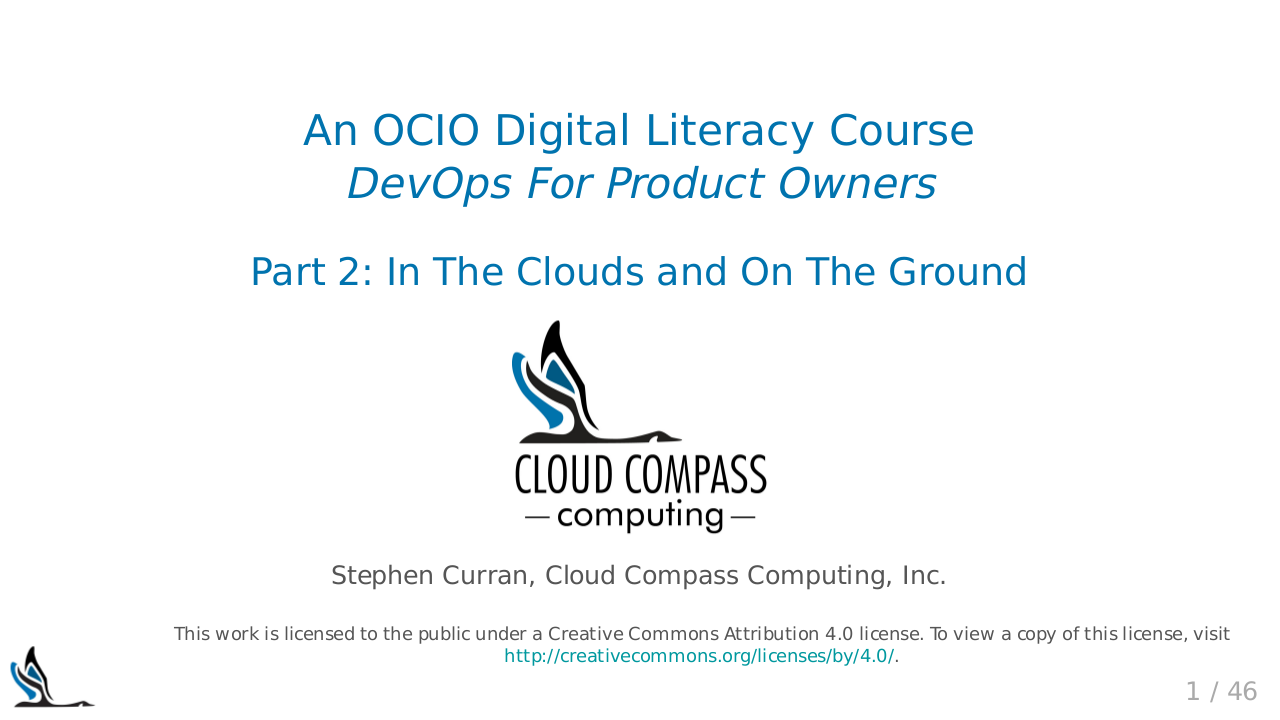 An OCIO Digital Literacy Course
DevOps For Product Owners
Part 2: In The Clouds and On The Ground
CLOUD COMPASS
— computing —
Stephen Curran, Cloud Compass Computing, Inc.
This work is licensed to the public under a Creative Commons Attribution 4.0 license. To view a copy of this license, visit
http://creativecommons.org/licenses/by/4.0/.
1 / 46